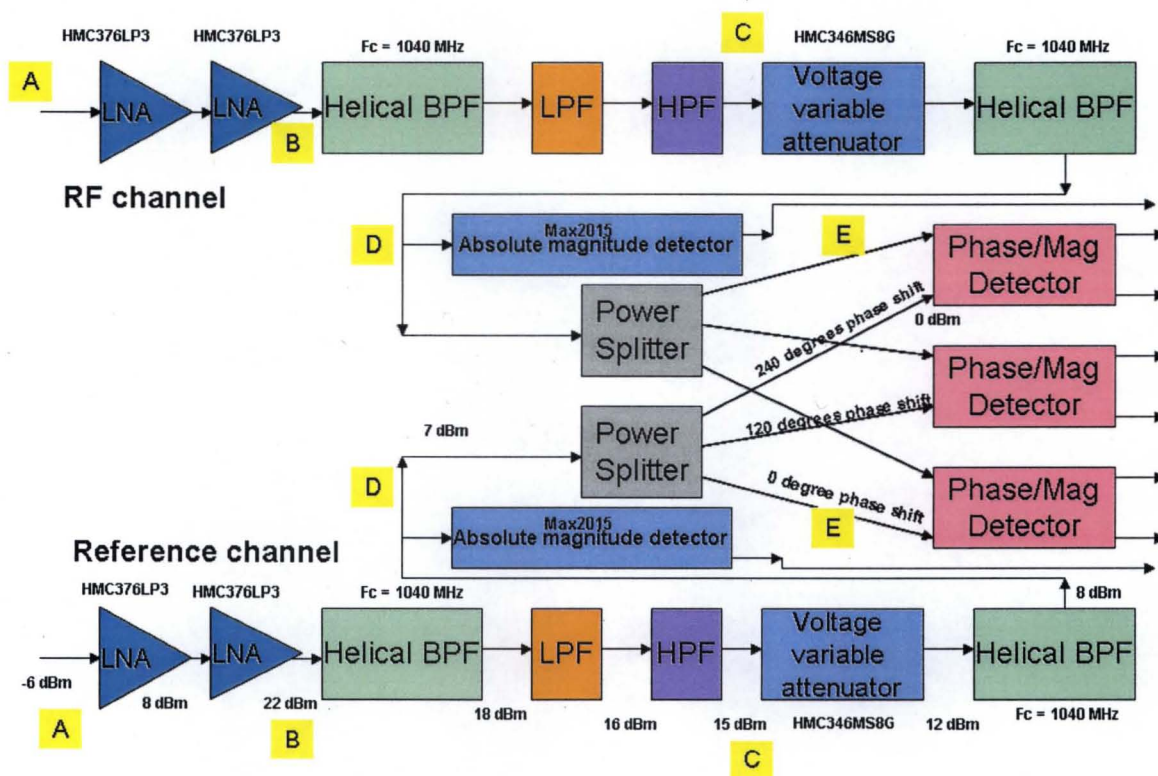 HMC376LP3
HMC376LP3
Fc = 1040 MHz
C
HMC346MS8G
Fc = 1040 MHz
A
LNA
LNA
B
Helical BPF
LPF
HPF
Voltage
variable
attenuator
Helical BPF
RF channel
D
Max2015
Absolute magnitude detector
E
Phase/Mag
Detector
0 dBm
Power
Splitter
240 degrees phase shift
Phase/Mag
Detector
120 degrees phase shift
7 dBm
Power
Splitter
D
0 degree phase shift
E
Phase/Mag
Detector
Max2015
Absolute magnitude detector
Reference channel
HMC376LP3
HMC376LP3
Fc = 1040 MHz
8 dBm
LNA
LNA
Helical BPF
LPF
HPF
Voltage
variable
attenuator
Helical BPF
-6 dBm
8 dBm
22 dBm
18 dBm
16 dBm
15 dBm
HMC346MS8G
12 dBm
Fc = 1040 MHz
A
B
C